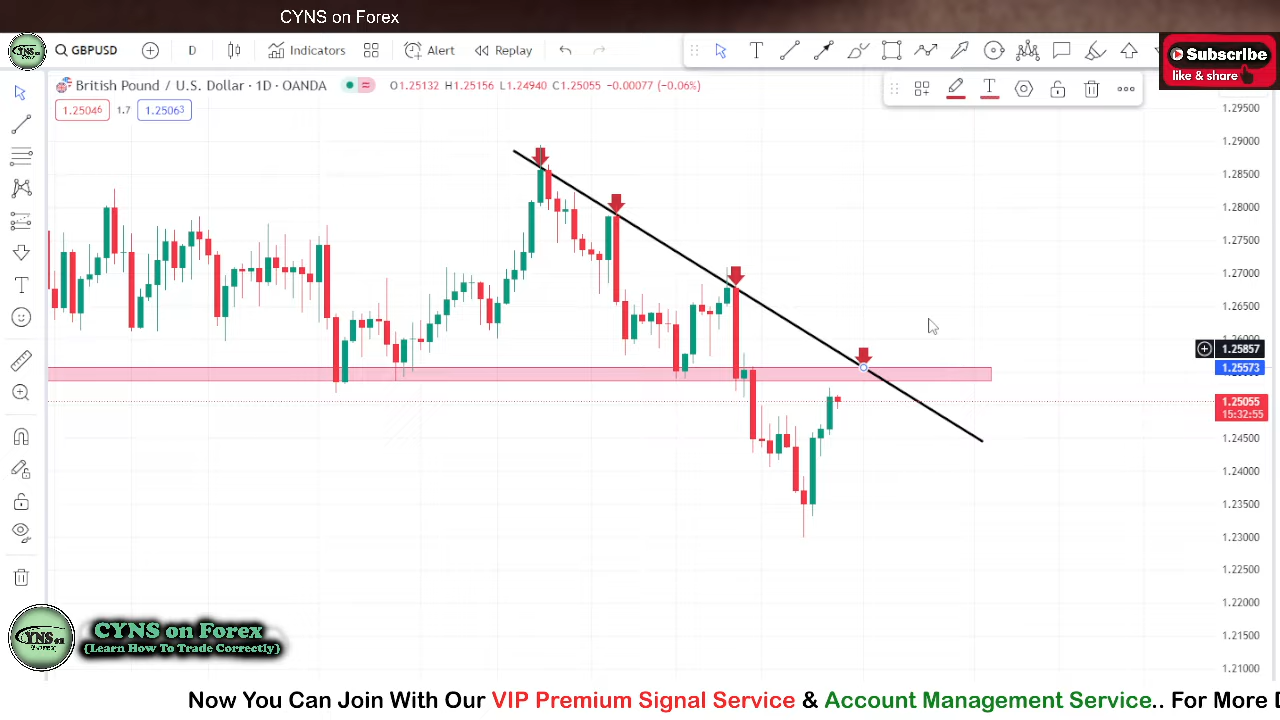 CYNS on Forex
GBPUSD D Indicators Alert Replay
Subscribe
like & share
British Pound / U.S. Dollar · 1D · OANDA O1.25132 H1.25156 L1.24940 C1.25055 −0.00077 (−0.06%)
1.25046 1.7 1.25063
1.29500
1.29000
1.28500
1.28000
1.27500
1.27000
1.26500
1.25857
1.25573
1.25055
15:32:55
1.24500
1.24000
1.23500
1.23000
1.22500
1.22000
1.21500
1.21000
CYNS on Forex
{Learn How To Trade Correctly}
Now You Can Join With Our VIP Premium Signal Service & Account Management Service.. For More